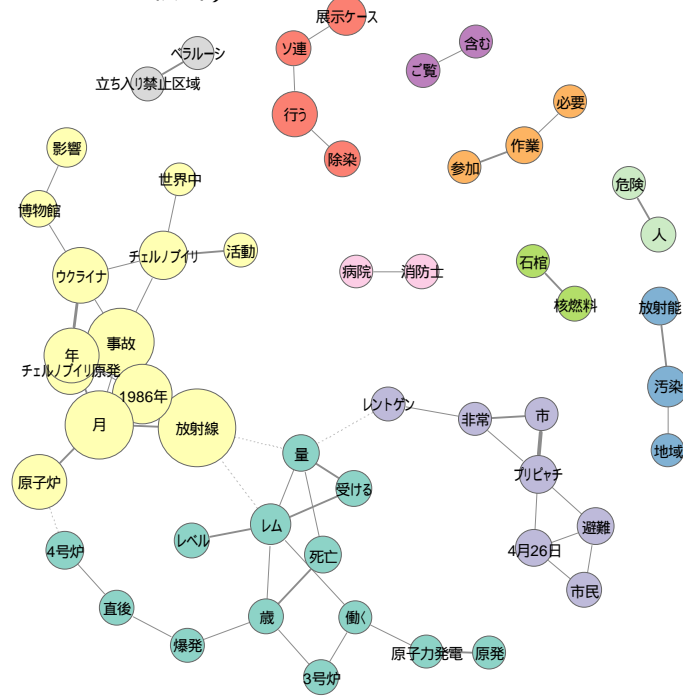 展示ケース
ソ連
含む
ベラルーシ
ご覧
立ち入り禁止区域
必要
行う
影響
作業
除染
参加
世界中
危険
博物館
人
活動
チェルノブイリ
石棺
病院
消防士
ウクライナ
核燃料
放射能
事故
年
チェルノブイリ原発
汚染
1986年
レントゲン
市
非常
月
放射線
地域
量
プリピャチ
原子炉
受ける
レム
避難
レベル
4号炉
4月26日
死亡
市民
直後
歳
働く
爆発
原子力発電
原発
3号炉